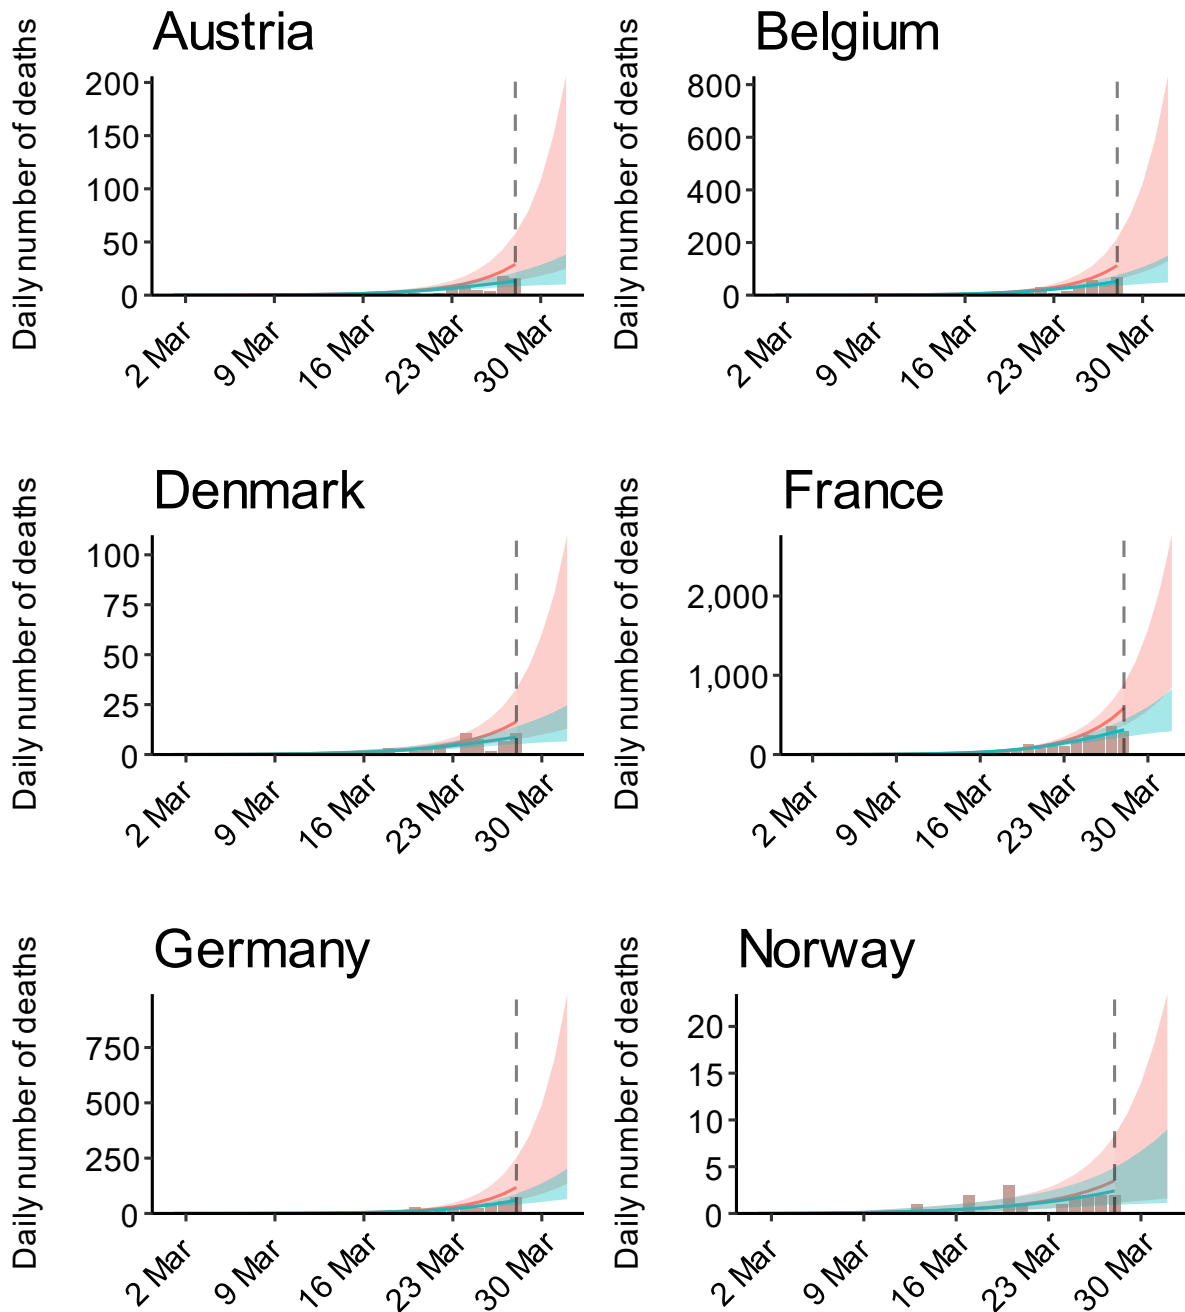 Austria
Daily number of deaths
200
150
100
50
0
2 Mar
9 Mar
16 Mar
23 Mar
30 Mar
Belgium
Daily number of deaths
800
600
400
200
0
2 Mar
9 Mar
16 Mar
23 Mar
30 Mar
Denmark
Daily number of deaths
100
75
50
25
0
2 Mar
9 Mar
16 Mar
23 Mar
30 Mar
France
Daily number of deaths
2,000
1,000
0
2 Mar
9 Mar
16 Mar
23 Mar
30 Mar
Germany
Daily number of deaths
750
500
250
0
2 Mar
9 Mar
16 Mar
23 Mar
30 Mar
Norway
Daily number of deaths
20
15
10
5
0
2 Mar
9 Mar
16 Mar
23 Mar
30 Mar